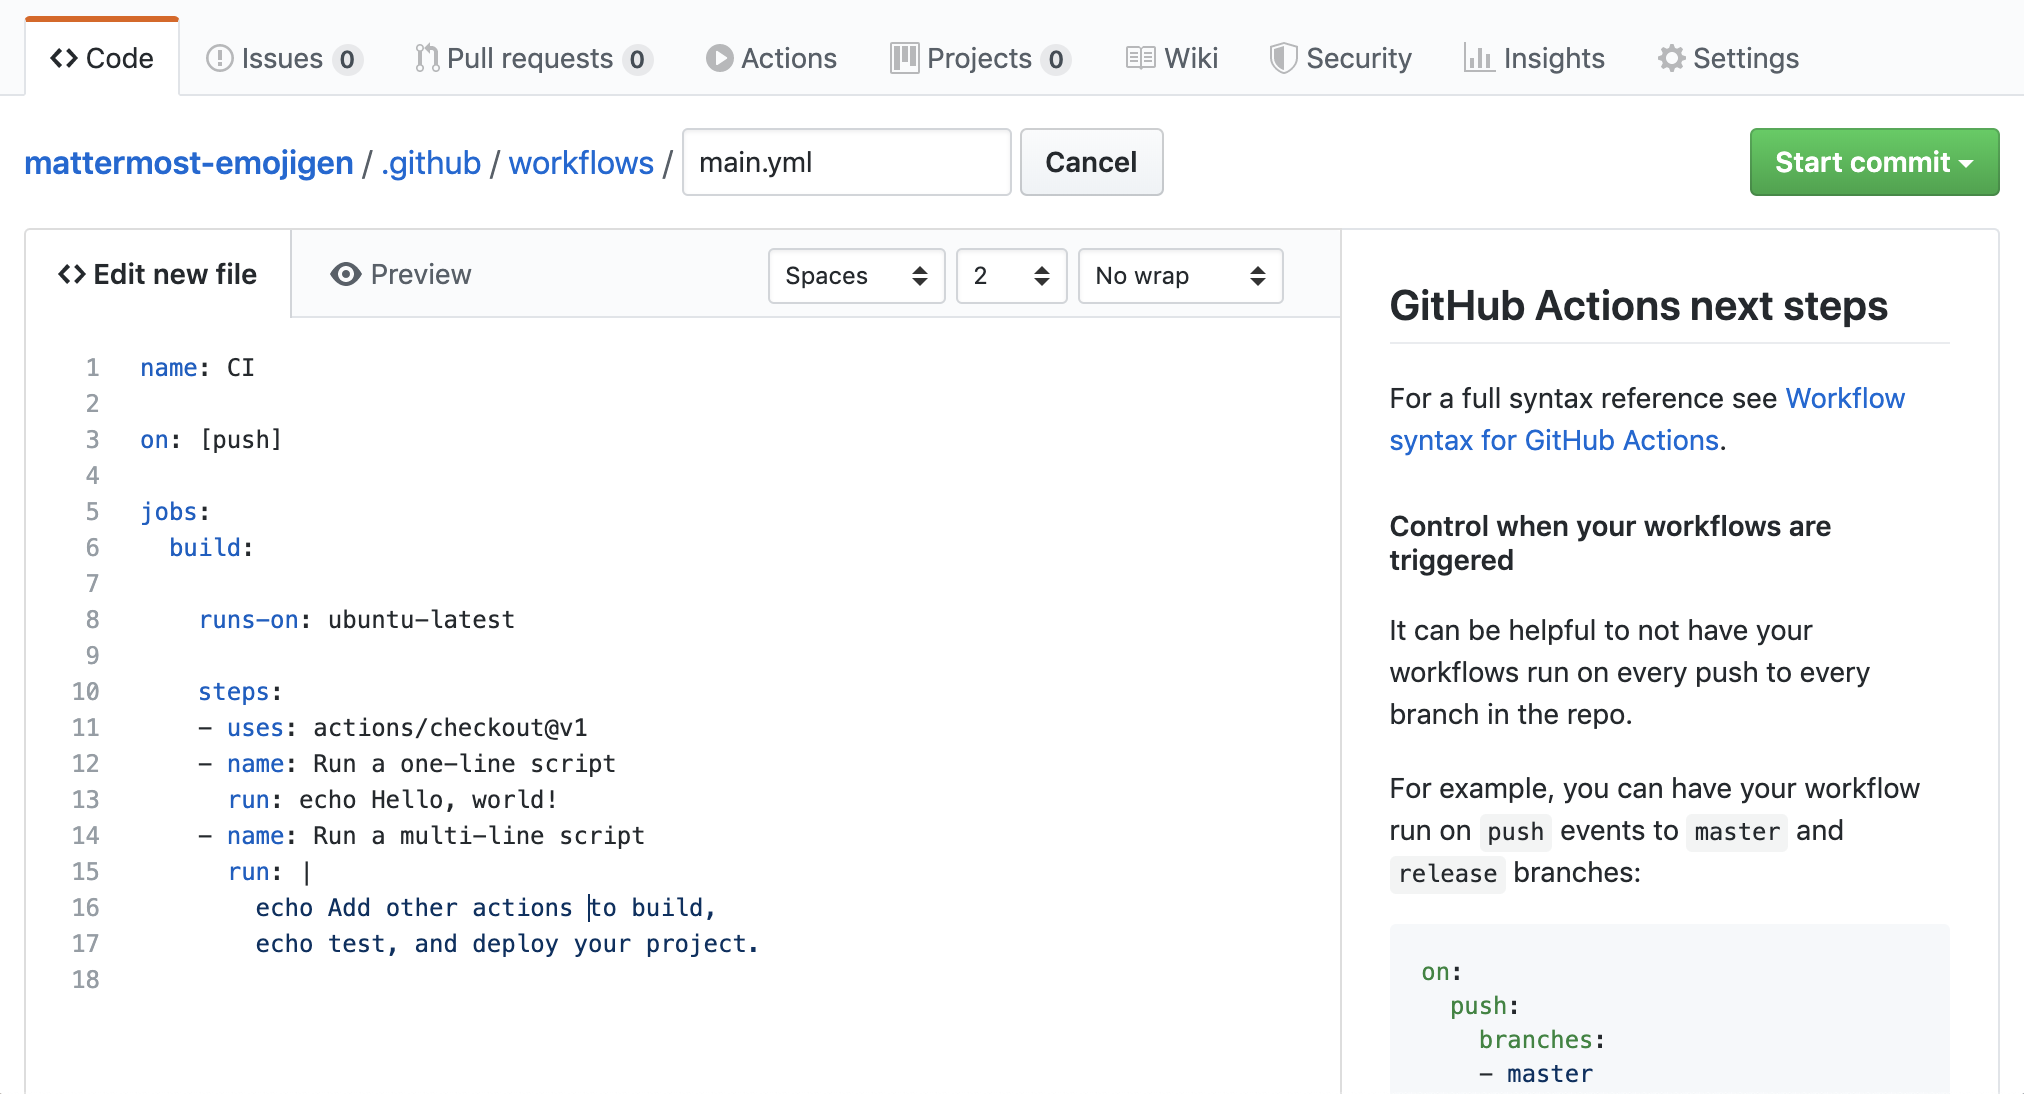 Code Issues 0 Pull requests 0 Actions Projects 0 Wiki Security Insights Settings
mattermost-emojigen / .github / workflows / main.yml Cancel Start commit
Edit new file Preview Spaces 2 No wrap
1 name: CI
2
3 on: [push]
4
5 jobs:
6   build:
7
8     runs-on: ubuntu-latest
9
10     steps:
11     - uses: actions/checkout@v1
12     - name: Run a one-line script
13       run: echo Hello, world!
14     - name: Run a multi-line script
15       run: |
16         echo Add other actions to build,
17         echo test, and deploy your project.
18
GitHub Actions next steps
For a full syntax reference see Workflow
syntax for GitHub Actions.
Control when your workflows are
triggered
It can be helpful to not have your
workflows run on every push to every
branch in the repo.
For example, you can have your workflow
run on push events to master and
release branches:
on:
  push:
    branches:
    - master